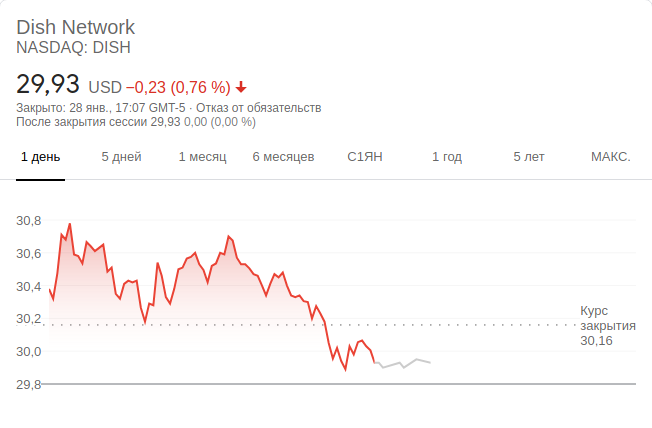 Dish Network
NASDAQ: DISH
29,93 USD −0,23 (0,76 %)
Закрыто: 28 янв., 17:07 GMT-5 · Отказ от обязательств
После закрытия сессии 29,93 0,00 (0,00 %)
1 день 5 дней 1 месяц 6 месяцев С1ЯН 1 год 5 лет МАКС.
30,8
30,6
30,4
30,2
30,0
29,8
Курс
закрытия
30,16